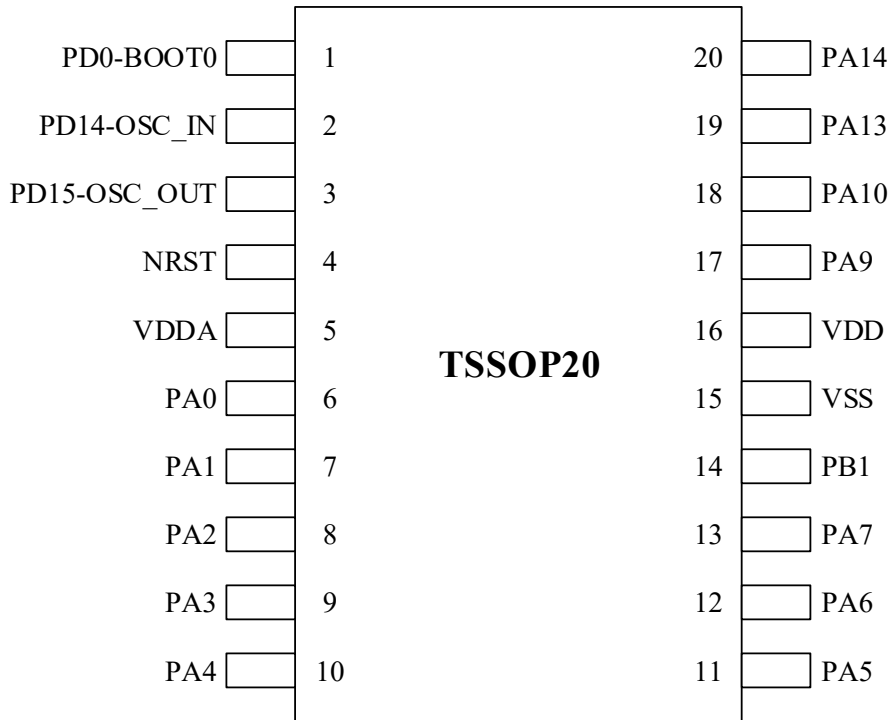 PD0-BOOT0 1 20 PA14
PD14-OSC_IN 2 19 PA13
PD15-OSC_OUT 3 18 PA10
NRST 4 17 PA9
VDDA 5 16 VDD
TSSOP20
PA0 6 15 VSS
PA1 7 14 PB1
PA2 8 13 PA7
PA3 9 12 PA6
PA4 10 11 PA5